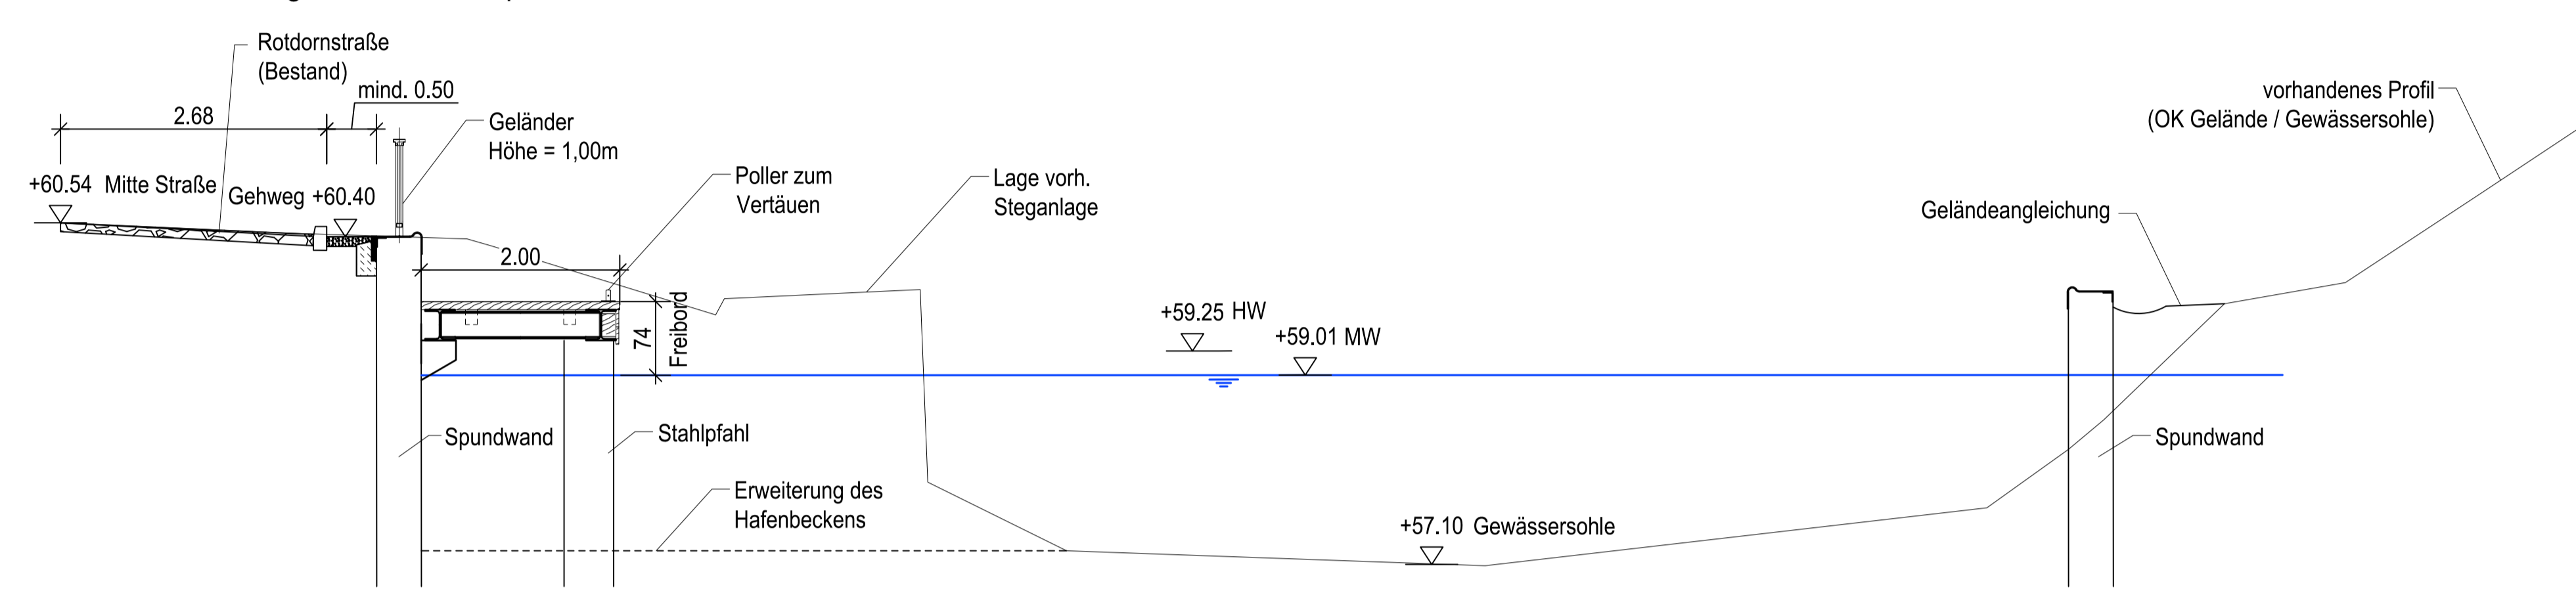 Rotdornstraße
(Bestand)
mind. 0.50
2.68
Geländer
Höhe = 1,00m
+60.54 Mitte Straße
Gehweg +60.40
Poller zum
Vertäuen
Lage vorh.
Steganlage
vorhandenes Profil
(OK Gelände / Gewässersohle)
Geländeangleichung
2.00
74
Freibord
+59.25 HW
+59.01 MW
Spundwand
Stahlpfahl
Spundwand
Erweiterung des
Hafenbeckens
+57.10 Gewässersohle